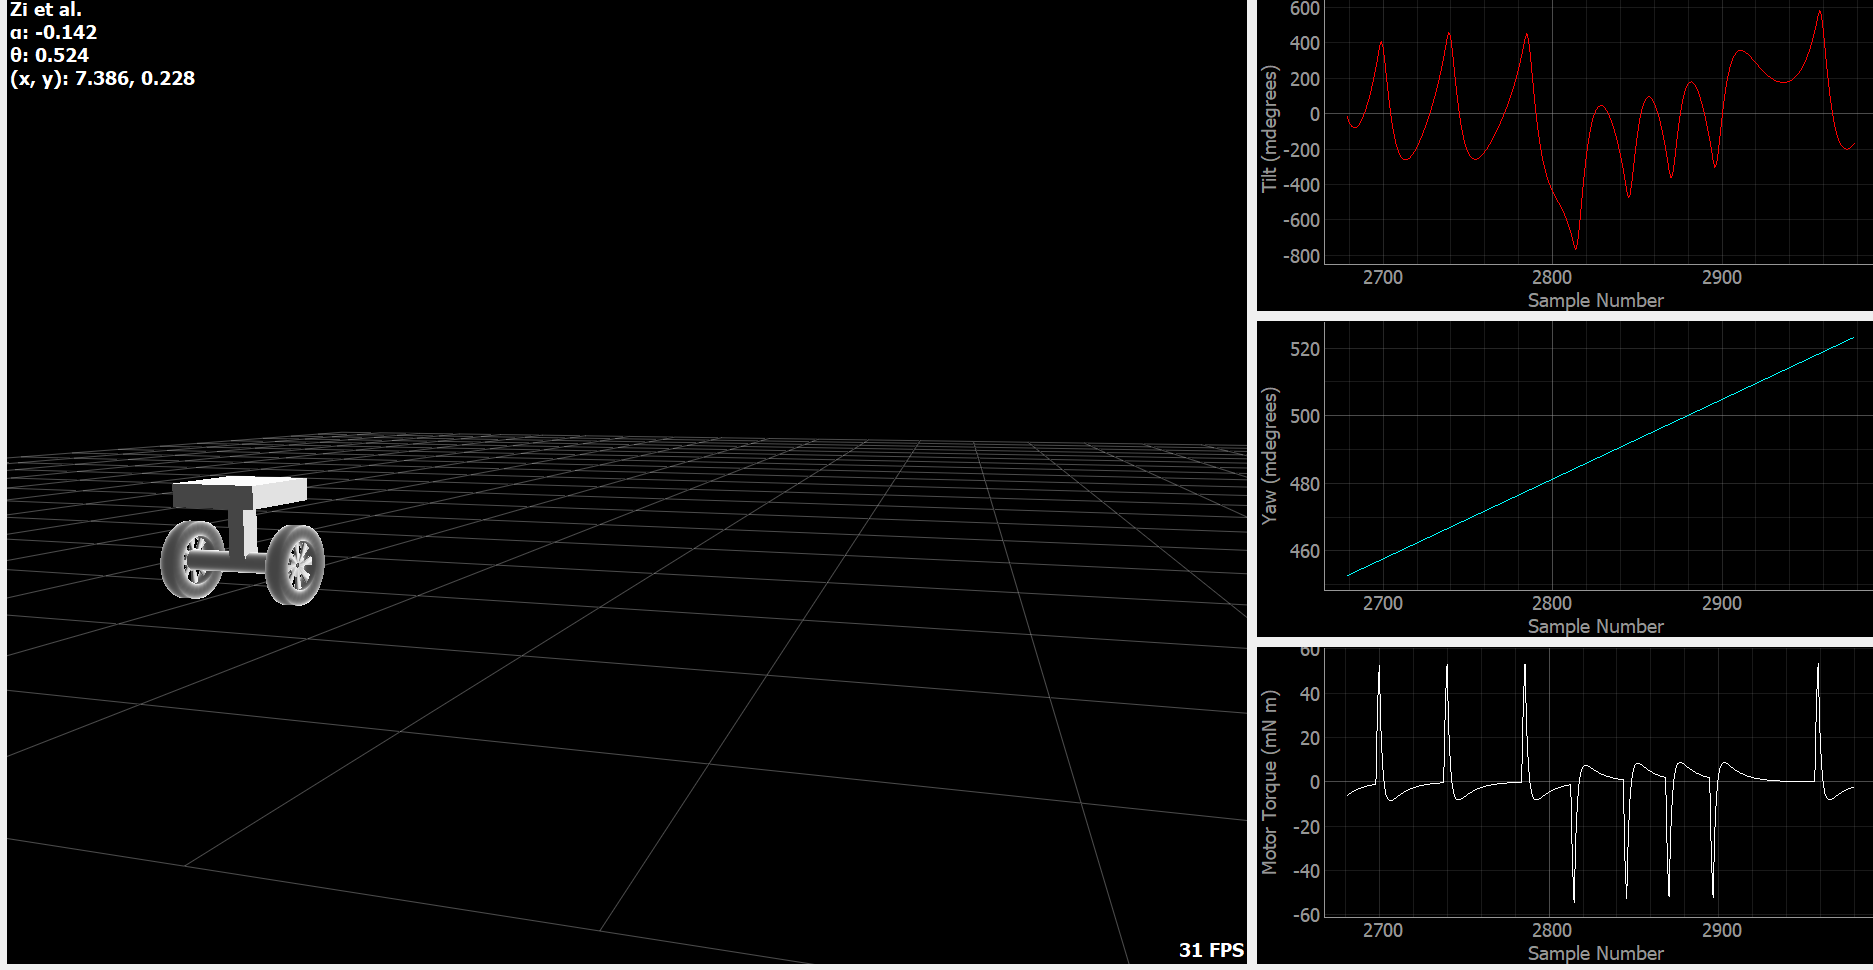 Zi et al.
α: -0.142
θ: 0.524
(x, y): 7.386, 0.228
31 FPS
Tilt (mdegrees)
600
400
200
0
-200
-400
-600
-800
2700 2800 2900
Sample Number
Yaw (mdegrees)
520
500
480
460
2700 2800 2900
Sample Number
Motor Torque (mN m)
60
40
20
0
-20
-40
-60
2700 2800 2900
Sample Number